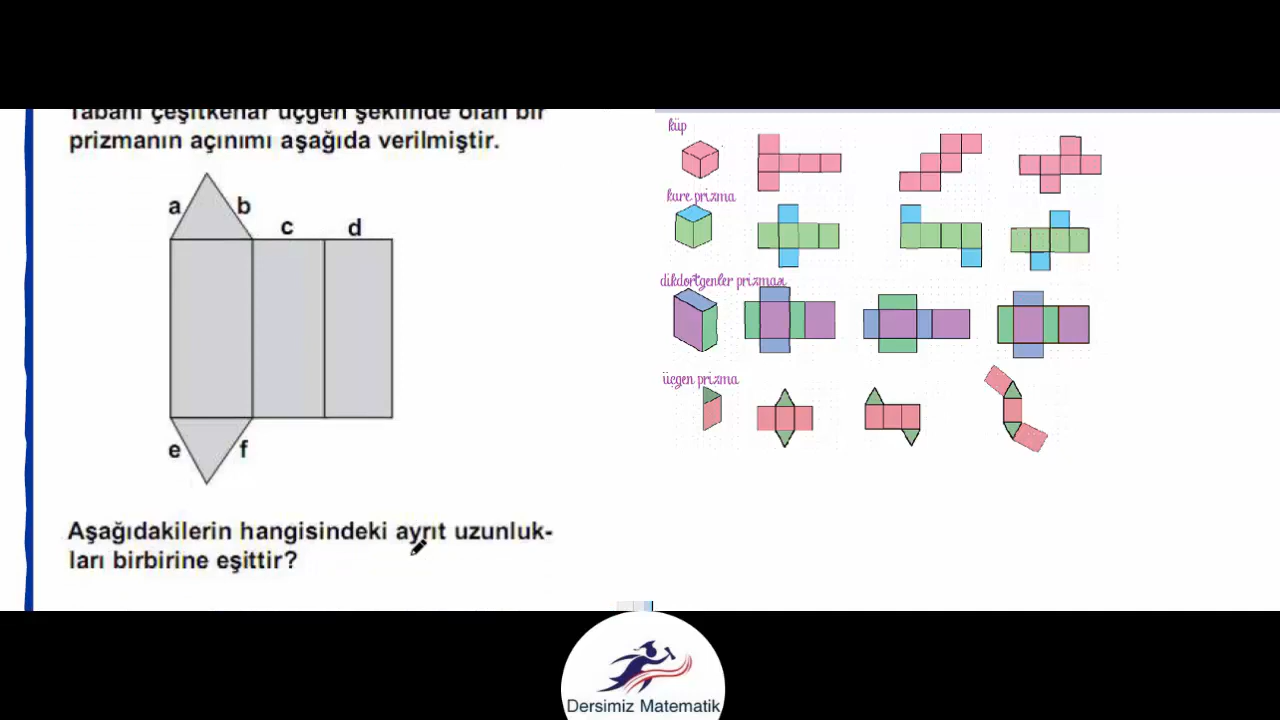 Tabanı çeşitkenar üçgen şeklinde olan bir
prizmanın açınımı aşağıda verilmiştir.
a
b
c
d
e
f
Aşağıdakilerin hangisindeki ayrıt uzunluk-
ları birbirine eşittir?
küp
kare prizma
dikdörtgenler prizması
üçgen prizma
Dersimiz Matematik